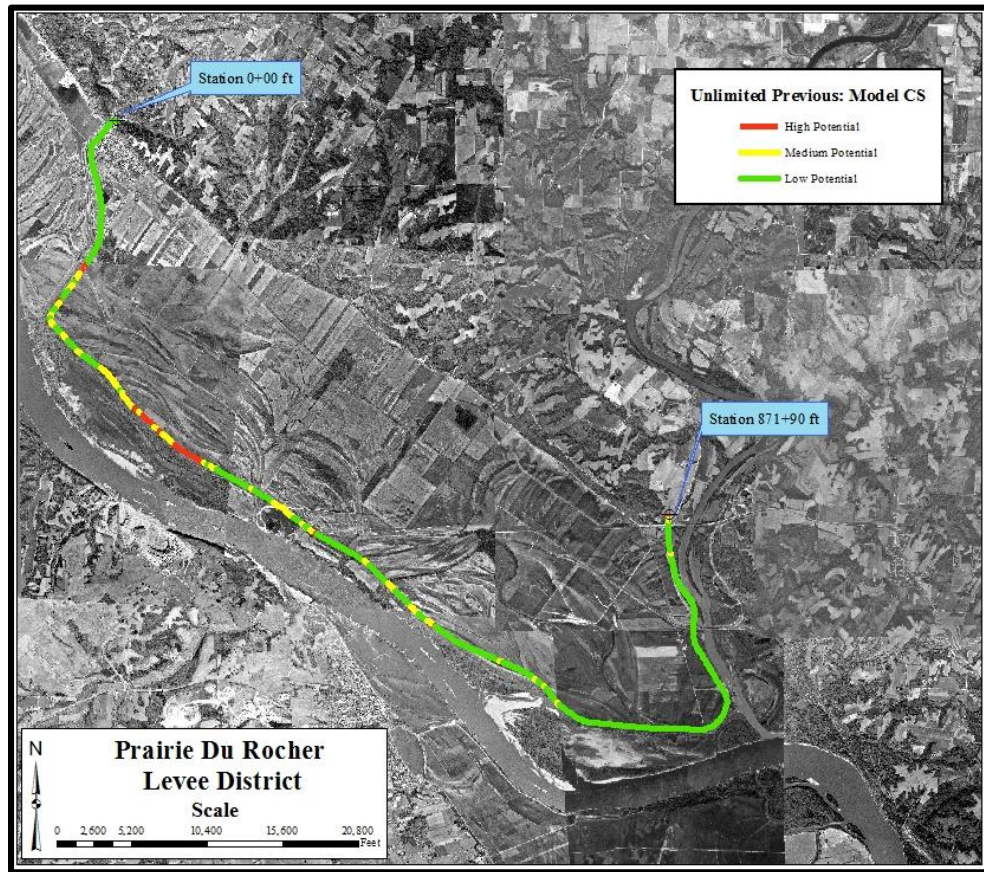 Station 0+00 ft
Unlimited Previous: Model CS
High Potential
Medium Potential
Low Potential
Station 871+90 ft
N
Prairie Du Rocher
Levee District
Scale
0 2,600 5,200 10,400 15,600 20,800
Feet